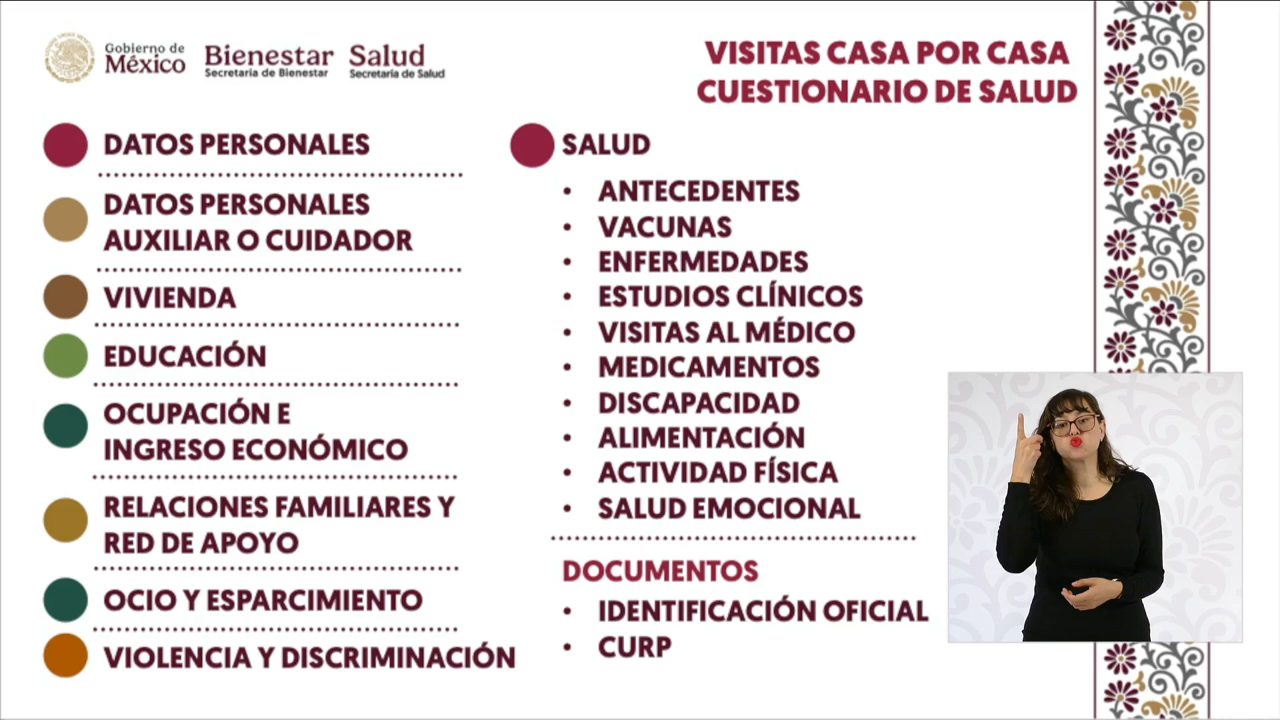 Gobierno de
México
Bienestar
Secretaría de Bienestar
Salud
Secretaría de Salud
VISITAS CASA POR CASA
CUESTIONARIO DE SALUD
DATOS PERSONALES
DATOS PERSONALES
AUXILIAR O CUIDADOR
VIVIENDA
EDUCACIÓN
OCUPACIÓN E
INGRESO ECONÓMICO
RELACIONES FAMILIARES Y
RED DE APOYO
OCIO Y ESPARCIMIENTO
VIOLENCIA Y DISCRIMINACIÓN
SALUD
• ANTECEDENTES
• VACUNAS
• ENFERMEDADES
• ESTUDIOS CLÍNICOS
• VISITAS AL MÉDICO
• MEDICAMENTOS
• DISCAPACIDAD
• ALIMENTACIÓN
• ACTIVIDAD FÍSICA
• SALUD EMOCIONAL
DOCUMENTOS
• IDENTIFICACIÓN OFICIAL
• CURP